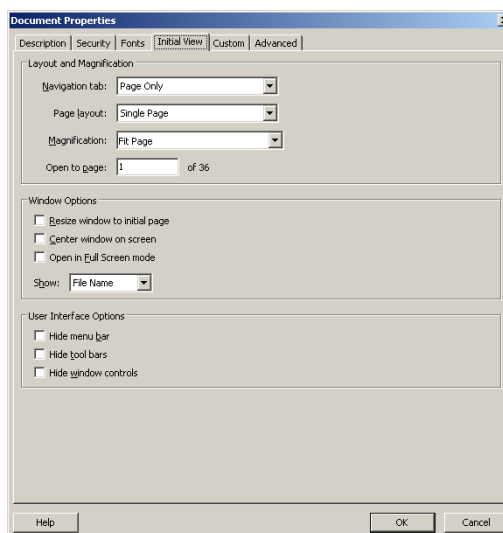 Document Properties
Description Security Fonts Initial View Custom Advanced
Layout and Magnification
Navigation tab: Page Only
Page layout: Single Page
Magnification: Fit Page
Open to page: 1 of 36
Window Options
Resize window to initial page
Center window on screen
Open in Full Screen mode
Show: File Name
User Interface Options
Hide menu bar
Hide tool bars
Hide window controls
Help OK Cancel